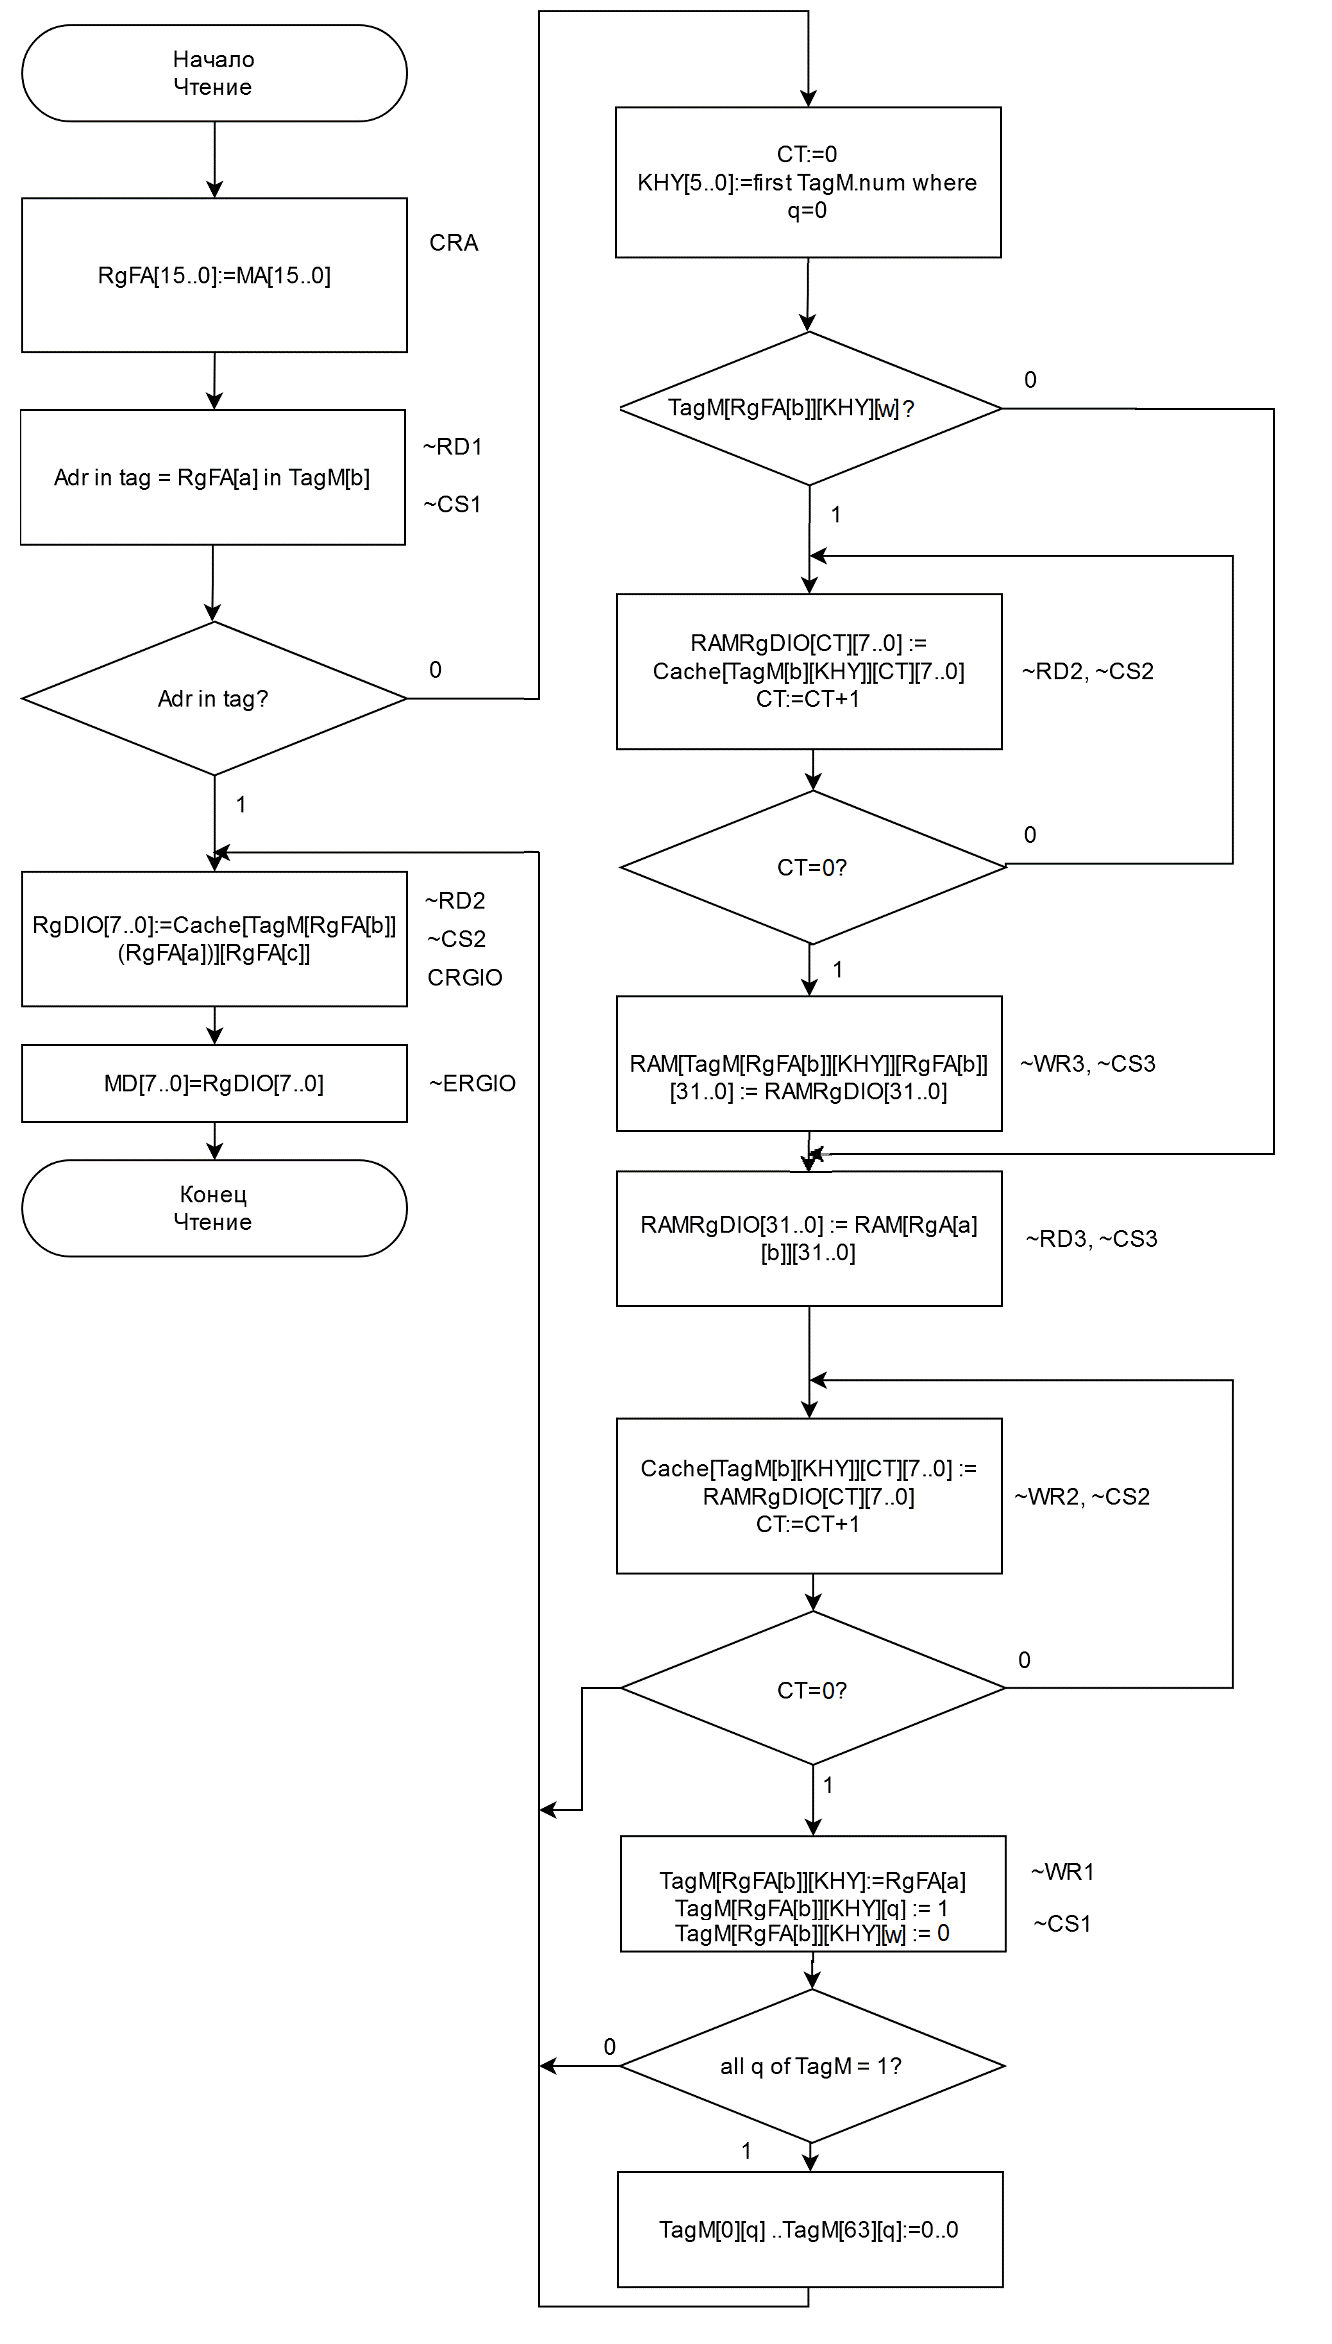 Начало
Чтение
RgFA[15..0]:=MA[15..0]
CRA
Adr in tag = RgFA[a] in TagM[b]
~RD1
~CS1
Adr in tag?
0
1
RgDIO[7..0]:=Cache[TagM[RgFA[b]]
(RgFA[a])][RgFA[c]]
~RD2
~CS2
CRGIO
MD[7..0]=RgDIO[7..0]
~ERGIO
Конец
Чтение
CT:=0
KHY[5..0]:=first TagM.num where
q=0
TagM[RgFA[b]][KHY][w]?
0
1
RAMRgDIO[CT][7..0] :=
Cache[TagM[b][KHY]][CT][7..0]
CT:=CT+1
~RD2, ~CS2
CT=0?
0
1
RAM[TagM[RgFA[b]][KHY]][RgFA[b]]
[31..0] := RAMRgDIO[31..0]
~WR3, ~CS3
RAMRgDIO[31..0] := RAM[RgA[a]
[b]][31..0]
~RD3, ~CS3
Cache[TagM[b][KHY]][CT][7..0] :=
RAMRgDIO[CT][7..0]
CT:=CT+1
~WR2, ~CS2
CT=0?
0
1
TagM[RgFA[b]][KHY]:=RgFA[a]
TagM[RgFA[b]][KHY][q] := 1
TagM[RgFA[b]][KHY][w] := 0
~WR1
~CS1
all q of TagM = 1?
0
1
TagM[0][q] ..TagM[63][q]:=0..0